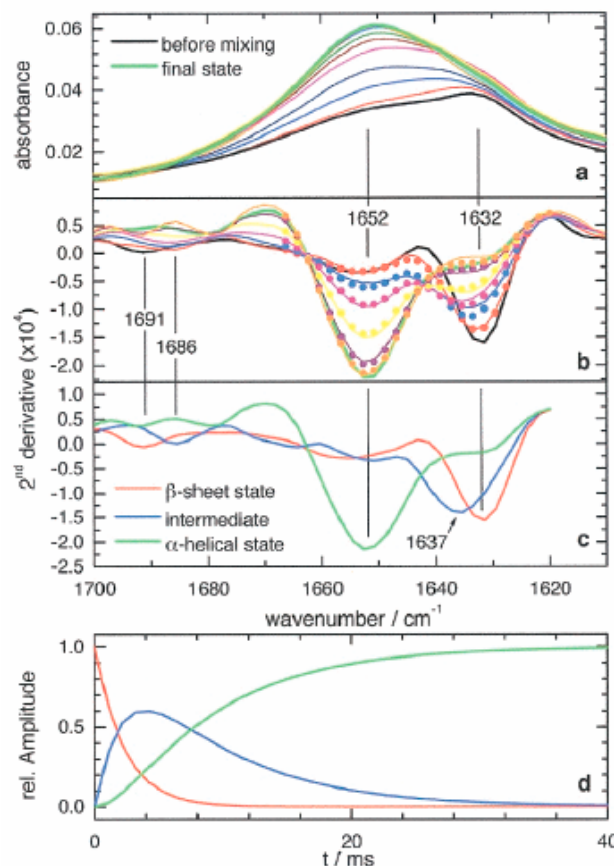 0.06
before mixing
final state
0.04
absorbance
0.02
a
0.5
1652
1632
0.0
-0.5
1691
-1.0
1686
-1.5
-2.0
b
2nd derivative (x10⁴)
1.0
0.5
0.0
-0.5
-1.0
β-sheet state
-1.5
intermediate
1637
-2.0
α-helical state
c
-2.5
1700
1680
1660
1640
1620
wavenumber / cm-1
1.0
rel. Amplitude
0.5
d
0.0
0
20
40
t / ms